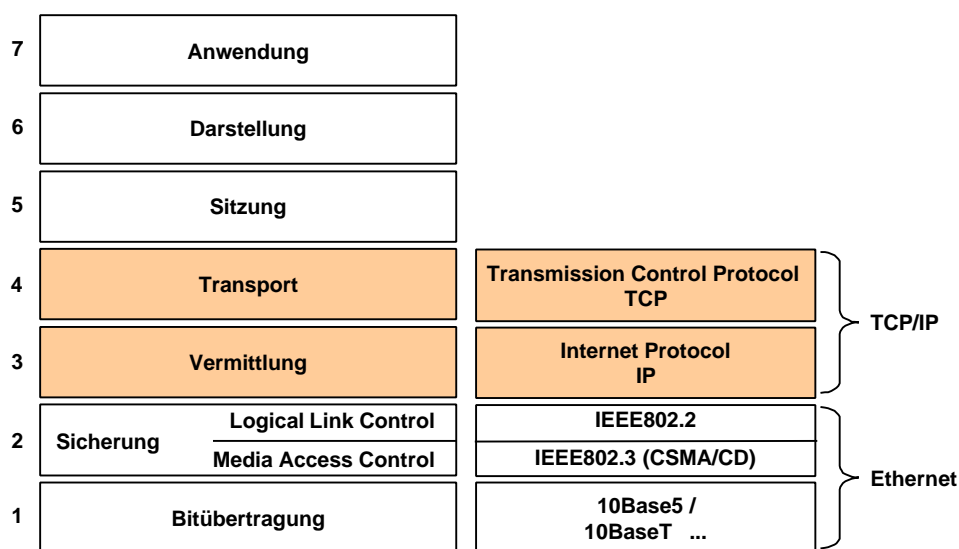 7
Anwendung
6
Darstellung
5
Sitzung
4
Transport
Transmission Control Protocol
TCP
TCP/IP
3
Vermittlung
Internet Protocol
IP
2
Sicherung
Logical Link Control
Media Access Control
IEEE802.2
IEEE802.3 (CSMA/CD)
Ethernet
1
Bitübertragung
10Base5 /
10BaseT ...